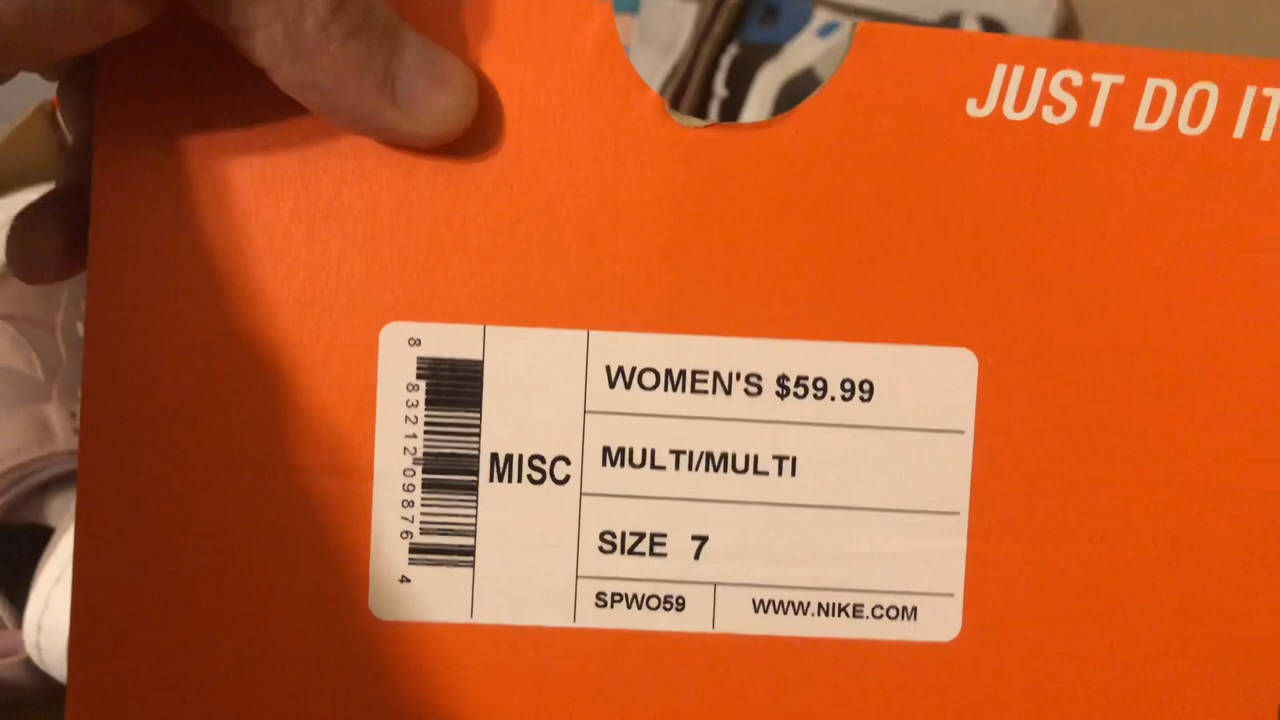 JUST DO IT
WOMEN'S $59.99
MULTI/MULTI
SIZE 7
MISC
SPWO59
WWW.NIKE.COM
8 83212 09876 4